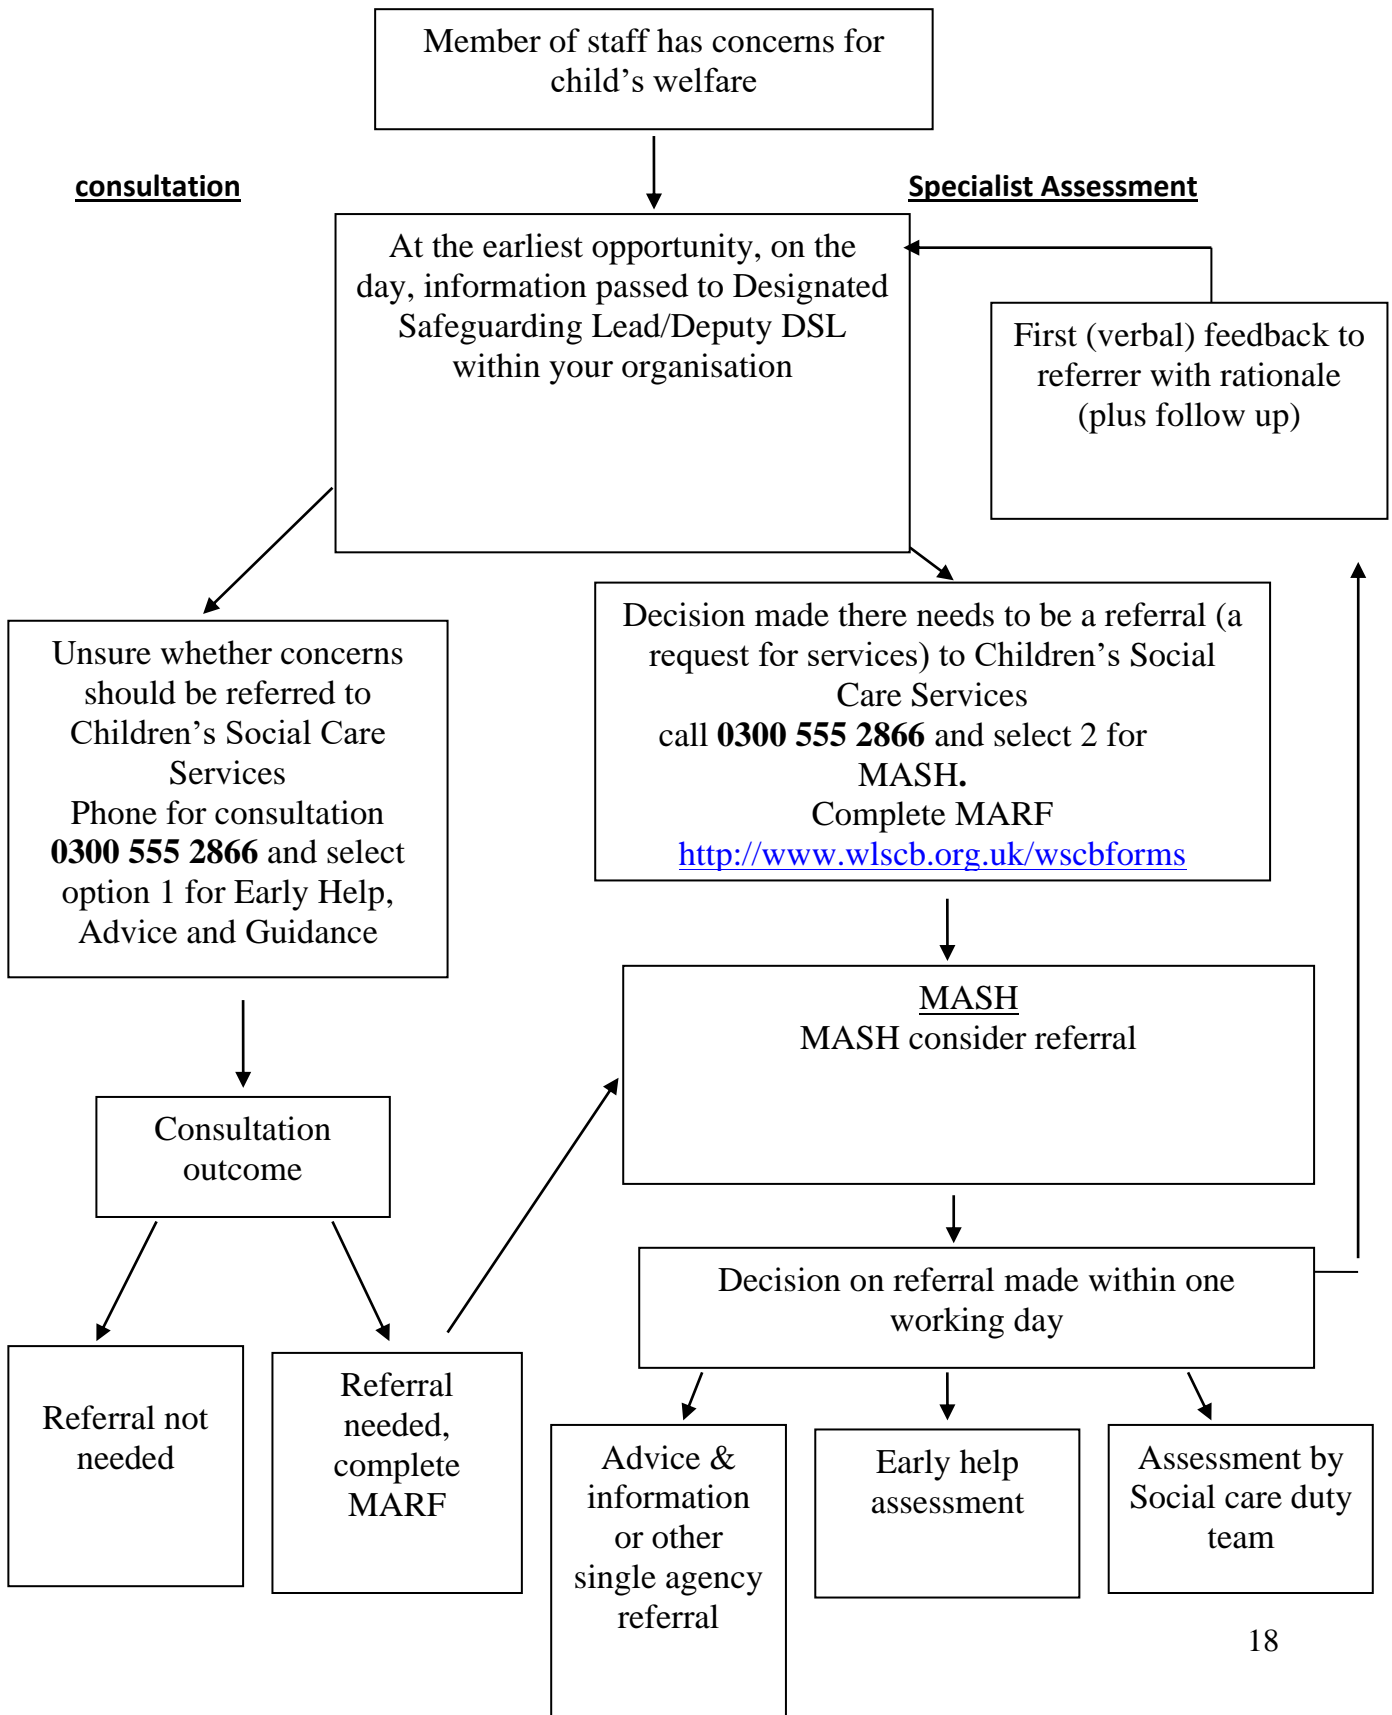 Member of staff has concerns for
child’s welfare
consultation
Specialist Assessment
At the earliest opportunity, on the
day, information passed to Designated
Safeguarding Lead/Deputy DSL
within your organisation
First (verbal) feedback to
referrer with rationale
(plus follow up)
Unsure whether concerns
should be referred to
Children’s Social Care
Services
Phone for consultation
0300 555 2866 and select
option 1 for Early Help,
Advice and Guidance
Decision made there needs to be a referral (a
request for services) to Children’s Social
Care Services
call 0300 555 2866 and select 2 for
MASH.
Complete MARF
http://www.wlscb.org.uk/wscbforms
MASH
MASH consider referral
Consultation
outcome
Decision on referral made within one
working day
Referral not
needed
Referral
needed,
complete
MARF
Advice &
information
or other
single agency
referral
Early help
assessment
Assessment by
Social care duty
team
18